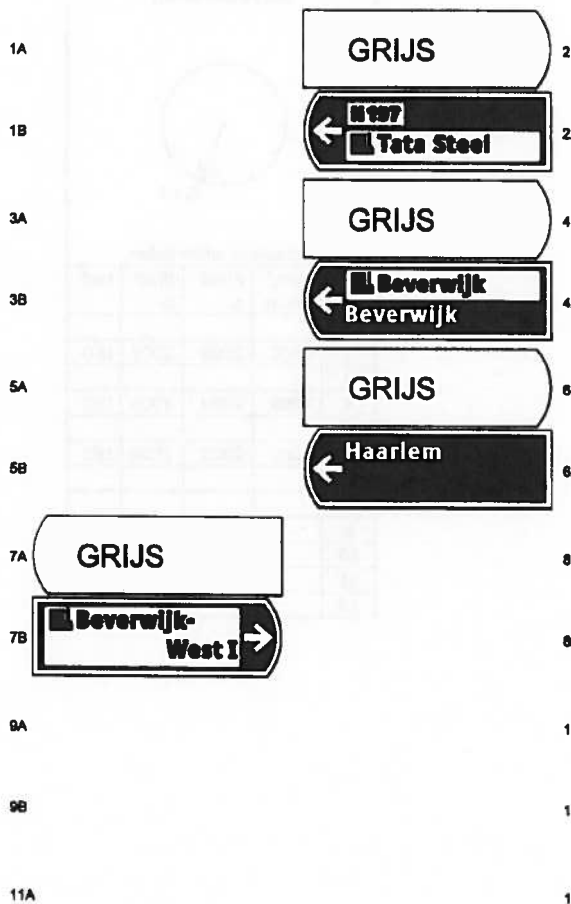 1A GRIJS 2
1B N 197
Tata Steel 2
3A GRIJS 4
3B Beverwijk
Beverwijk 4
5A GRIJS 6
5B Haarlem 6
7A GRIJS 8
7B Beverwijk-
West I 8
9A 1
9B 1
11A 1